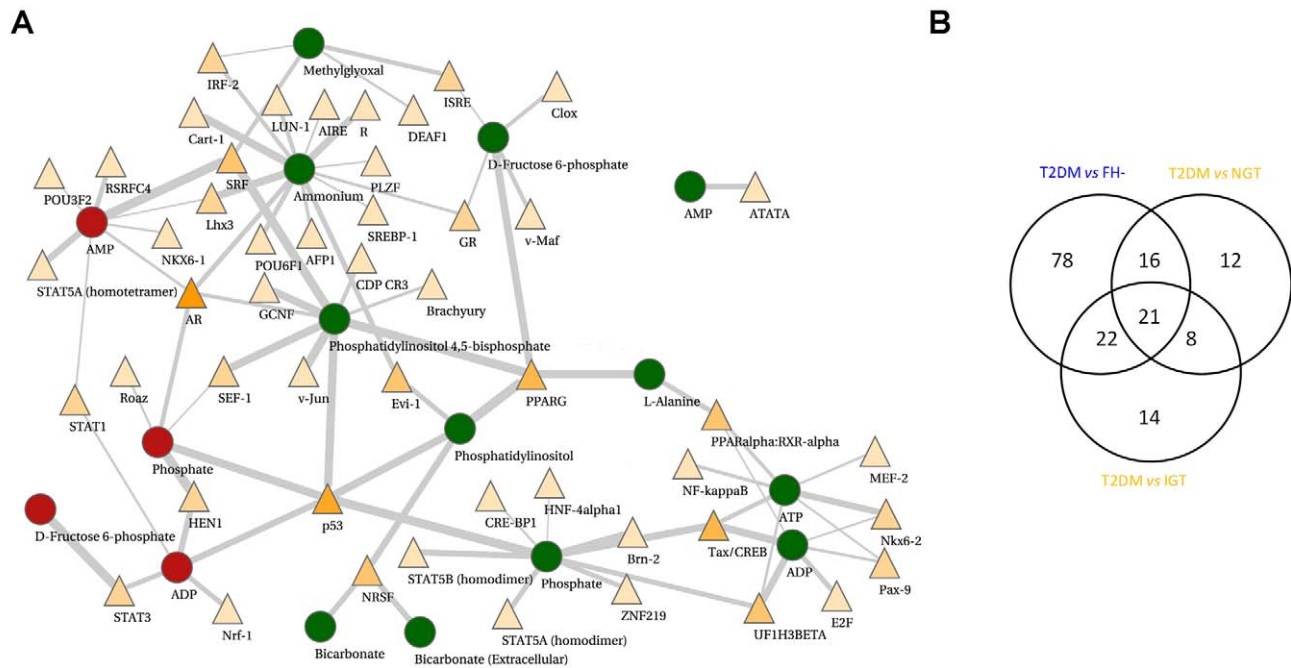 A
B
Methylglyoxal
IRF-2
ISRE
Clox
LUN-1
AIRE
R
DEAF1
Cart-1
D-Fructose 6-phosphate
T2DM vs FH-
T2DM vs NGT
RSRFC4
SRF
Ammonium
PLZF
POU3F2
AMP
ATATA
Lhx3
SREBP-1
GR
v-Maf
AMP
NKX6-1
POU6F1
AFP1
78
16
12
STAT5A (homotetramer)
CDP CR3
AR
GCNF
Brachyury
21
Phosphatidylinositol 4,5-bisphosphate
22
8
Roaz
SEF-1
v-Jun
Evi-1
PPARG
L-Alanine
14
STAT1
PPARalpha:RXR-alpha
Phosphate
Phosphatidylinositol
T2DM vs IGT
NF-kappaB
MEF-2
HEN1
p53
CRE-BP1
HNF-4alpha1
ATP
D-Fructose 6-phosphate
Tax/CREB
Nkx6-2
Brn-2
STAT5B (homodimer)
Phosphate
ADP
ADP
NRSF
Pax-9
STAT3
Nrf-1
ZNF219
E2F
STAT5A (homodimer)
UF1H3BETA
Bicarbonate
Bicarbonate (Extracellular)